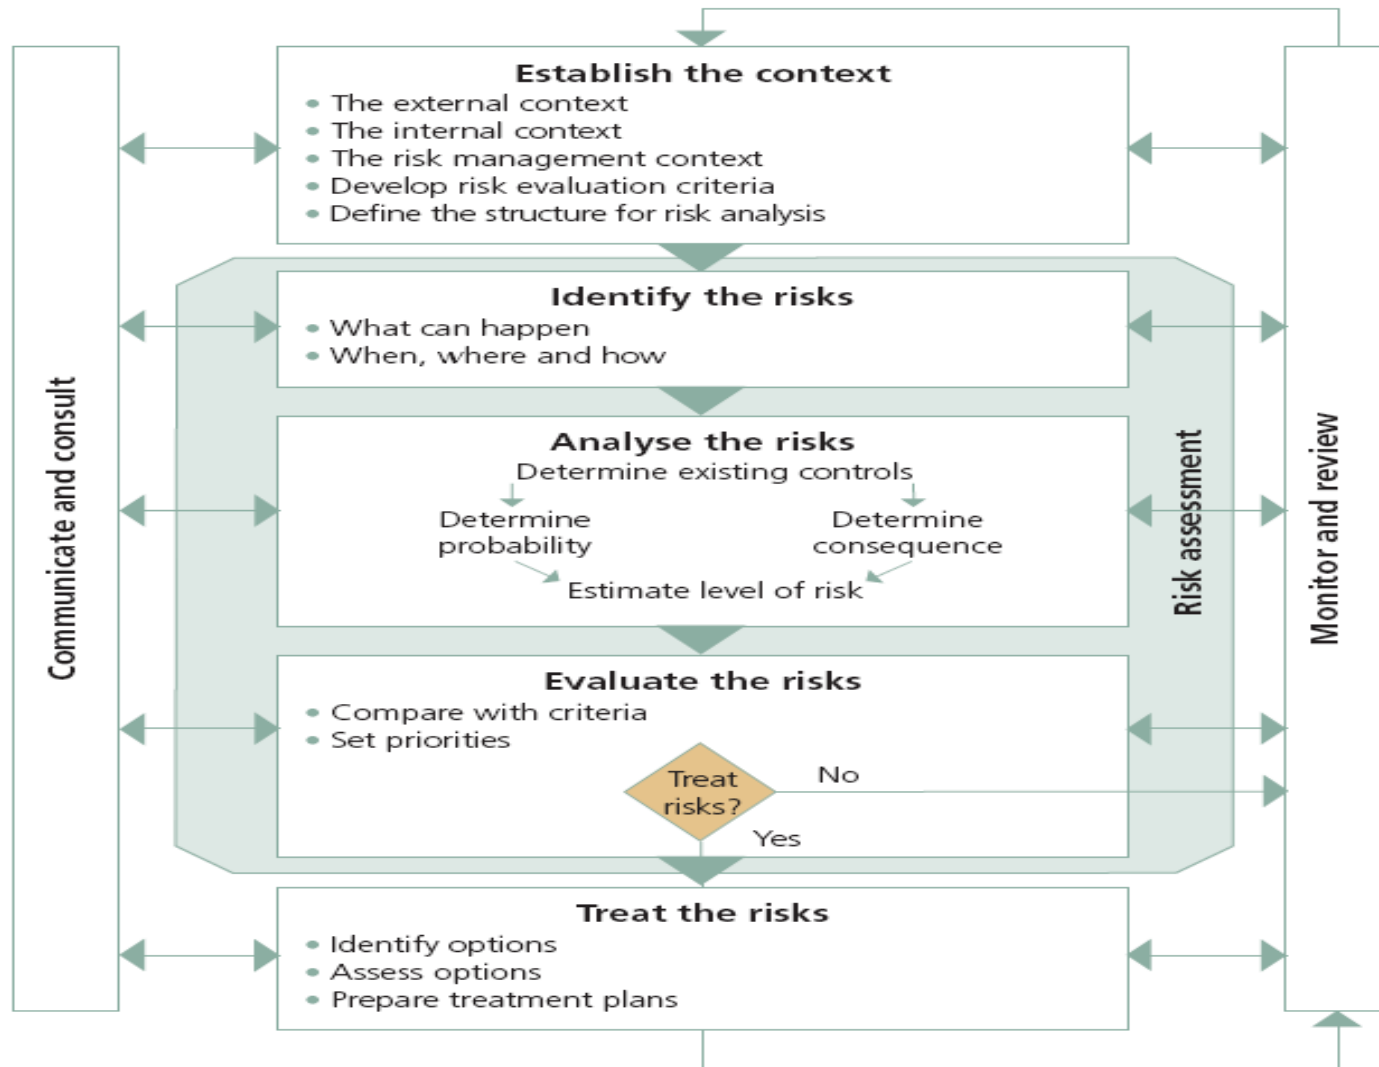 Establish the context
• The external context
• The internal context
• The risk management context
• Develop risk evaluation criteria
• Define the structure for risk analysis
Identify the risks
• What can happen
• When, where and how
Analyse the risks
Determine existing controls
Determine
probability
Determine
consequence
Estimate level of risk
Evaluate the risks
• Compare with criteria
• Set priorities
Treat
risks?
No
Yes
Treat the risks
• Identify options
• Assess options
• Prepare treatment plans
Communicate and consult
Risk assessment
Monitor and review